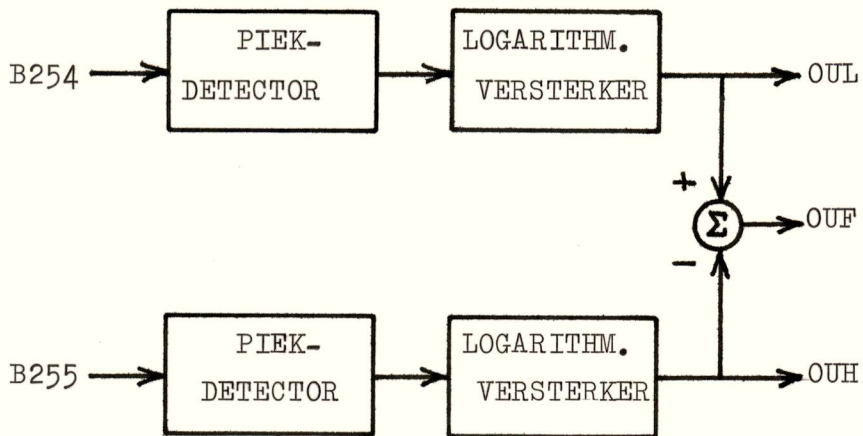 B254
PIEK-
DETECTOR
LOGARITHM.
VERSTERKER
OUL
+
Σ
OUF
−
B255
PIEK-
DETECTOR
LOGARITHM.
VERSTERKER
OUH